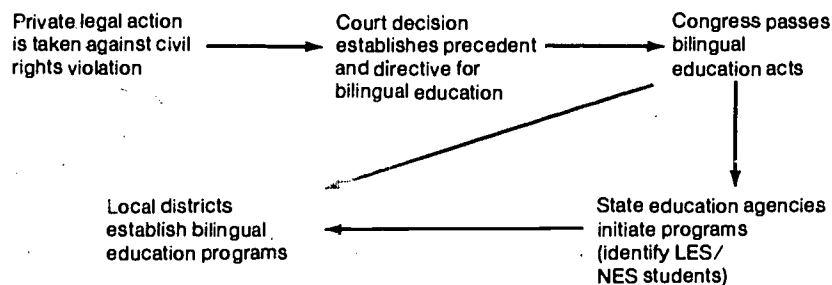 Private legal action
is taken against civil
rights violation
Court decision
establishes precedent
and directive for
bilingual education
Congress passes
bilingual
education acts
Local districts
establish bilingual
education programs
State education agencies
initiate programs
(identify LES/
NES students)